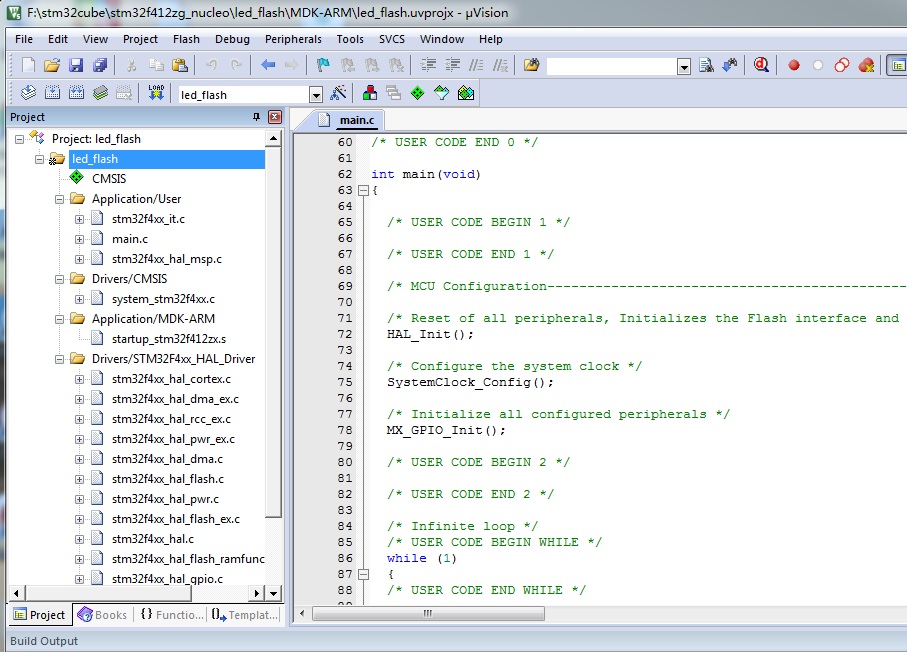 F:\stm32cube\stm32f412zg_nucleo\led_flash\MDK-ARM\led_flash.uvprojx - µVision
File Edit View Project Flash Debug Peripherals Tools SVCS Window Help
LOAD led_flash
Project
main.c
Project: led_flash
led_flash
CMSIS
Application/User
stm32f4xx_it.c
main.c
stm32f4xx_hal_msp.c
Drivers/CMSIS
system_stm32f4xx.c
Application/MDK-ARM
startup_stm32f412zx.s
Drivers/STM32F4xx_HAL_Driver
stm32f4xx_hal_cortex.c
stm32f4xx_hal_dma_ex.c
stm32f4xx_hal_rcc_ex.c
stm32f4xx_hal_pwr_ex.c
stm32f4xx_hal_dma.c
stm32f4xx_hal_flash.c
stm32f4xx_hal_pwr.c
stm32f4xx_hal_flash_ex.c
stm32f4xx_hal.c
stm32f4xx_hal_flash_ramfunc
stm32f4xx_hal_gpio.c
60 /* USER CODE END 0 */
61
62 int main(void)
63 {
64
65 /* USER CODE BEGIN 1 */
66
67 /* USER CODE END 1 */
68
69 /* MCU Configuration---------------------------------------------
70
71 /* Reset of all peripherals, Initializes the Flash interface and
72 HAL_Init();
73
74 /* Configure the system clock */
75 SystemClock_Config();
76
77 /* Initialize all configured peripherals */
78 MX_GPIO_Init();
79
80 /* USER CODE BEGIN 2 */
81
82 /* USER CODE END 2 */
83
84 /* Infinite loop */
85 /* USER CODE BEGIN WHILE */
86 while (1)
87 {
88 /* USER CODE END WHILE */
89
Project Books {} Functio... Templat...
Build Output